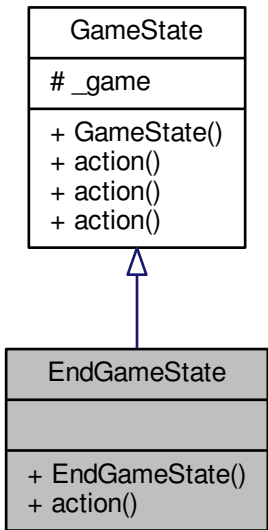 GameState
# _game
+ GameState()
+ action()
+ action()
+ action()
EndGameState
+ EndGameState()
+ action()